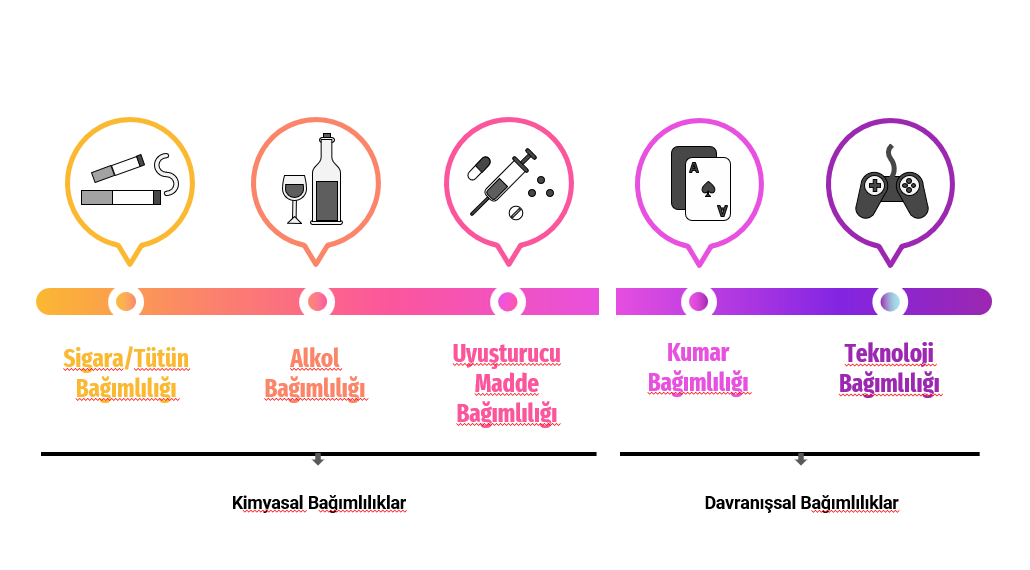 A
A
Sigara/Tütün
Bağımlılığı
Alkol
Bağımlılığı
Uyuşturucu
Madde
Bağımlılığı
Kumar
Bağımlılığı
Teknoloji
Bağımlılığı
Kimyasal Bağımlılıklar
Davranışsal Bağımlılıklar